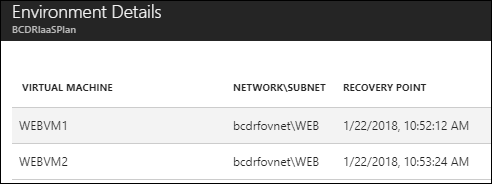 Environment Details
BCDRIaaSPlan
VIRTUAL MACHINE NETWORK\SUBNET RECOVERY POINT
WEBVM1 bcdrfovnet\WEB 1/22/2018, 10:52:12 AM
WEBVM2 bcdrfovnet\WEB 1/22/2018, 10:53:24 AM